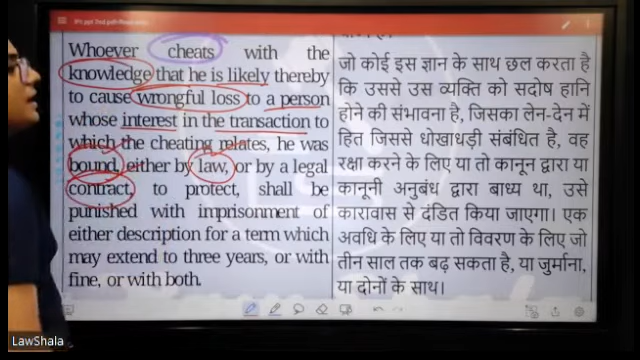 Whoever cheats with the
knowledge that he is likely thereby
to cause wrongful loss to a person
whose interest in the transaction to
which the cheating relates, he was
bound, either by law, or by a legal
contract, to protect, shall be
punished with imprisonment of
either description for a term which
may extend to three years, or with
fine, or with both.
जो कोई इस ज्ञान के साथ छल करता है
कि उससे उस व्यक्ति को सदोष हानि
होने की संभावना है, जिसका लेन-देन में
हित जिससे धोखाधड़ी संबंधित है, वह
रक्षा करने के लिए या तो कानून द्वारा या
कानूनी अनुबंध द्वारा बाध्य था, उसे
कारावास से दंडित किया जाएगा। एक
अवधि के लिए या तो विवरण के लिए जो
तीन साल तक बढ़ सकता है, या जुर्माना,
या दोनों के साथ।
LawShala